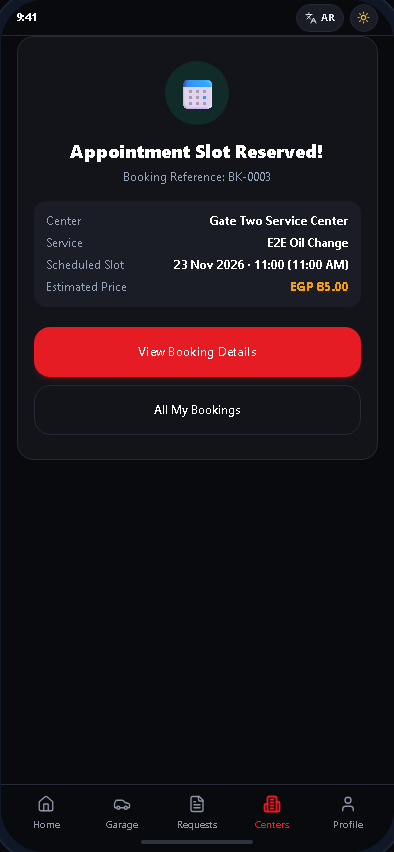 9:41
AR
Appointment Slot Reserved!
Booking Reference: BK-0003
Center Gate Two Service Center
Service E2E Oil Change
Scheduled Slot 23 Nov 2026 · 11:00 (11:00 AM)
Estimated Price EGP 85.00
View Booking Details
All My Bookings
Home Garage Requests Centers Profile